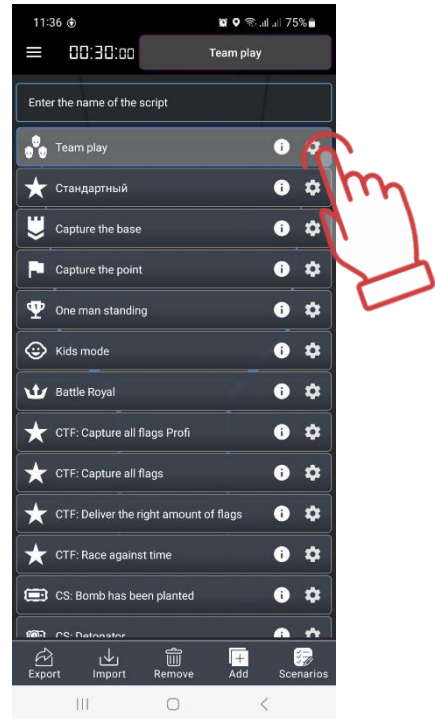 11:36
75%
00:30:00
Team play
Enter the name of the script
Team play
Стандартный
Capture the base
Capture the point
One man standing
Kids mode
Battle Royal
CTF: Capture all flags Profi
CTF: Capture all flags
CTF: Deliver the right amount of flags
CTF: Race against time
CS: Bomb has been planted
CS: Detonator
Export Import Remove Add Scenarios